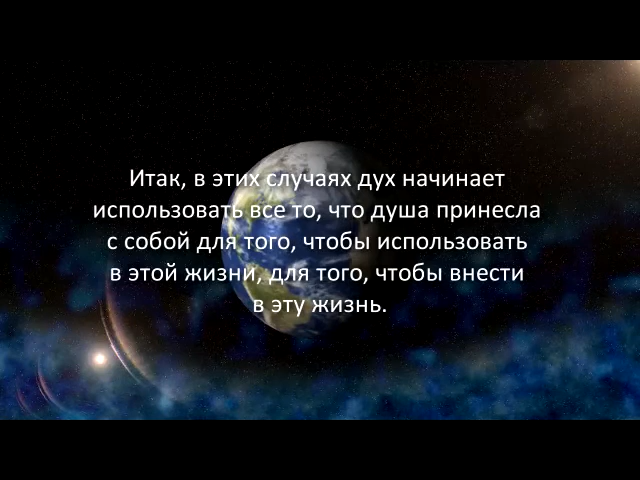 Итак, в этих случаях дух начинает
использовать все то, что душа принесла
с собой для того, чтобы использовать
в этой жизни, для того, чтобы внести
в эту жизнь.